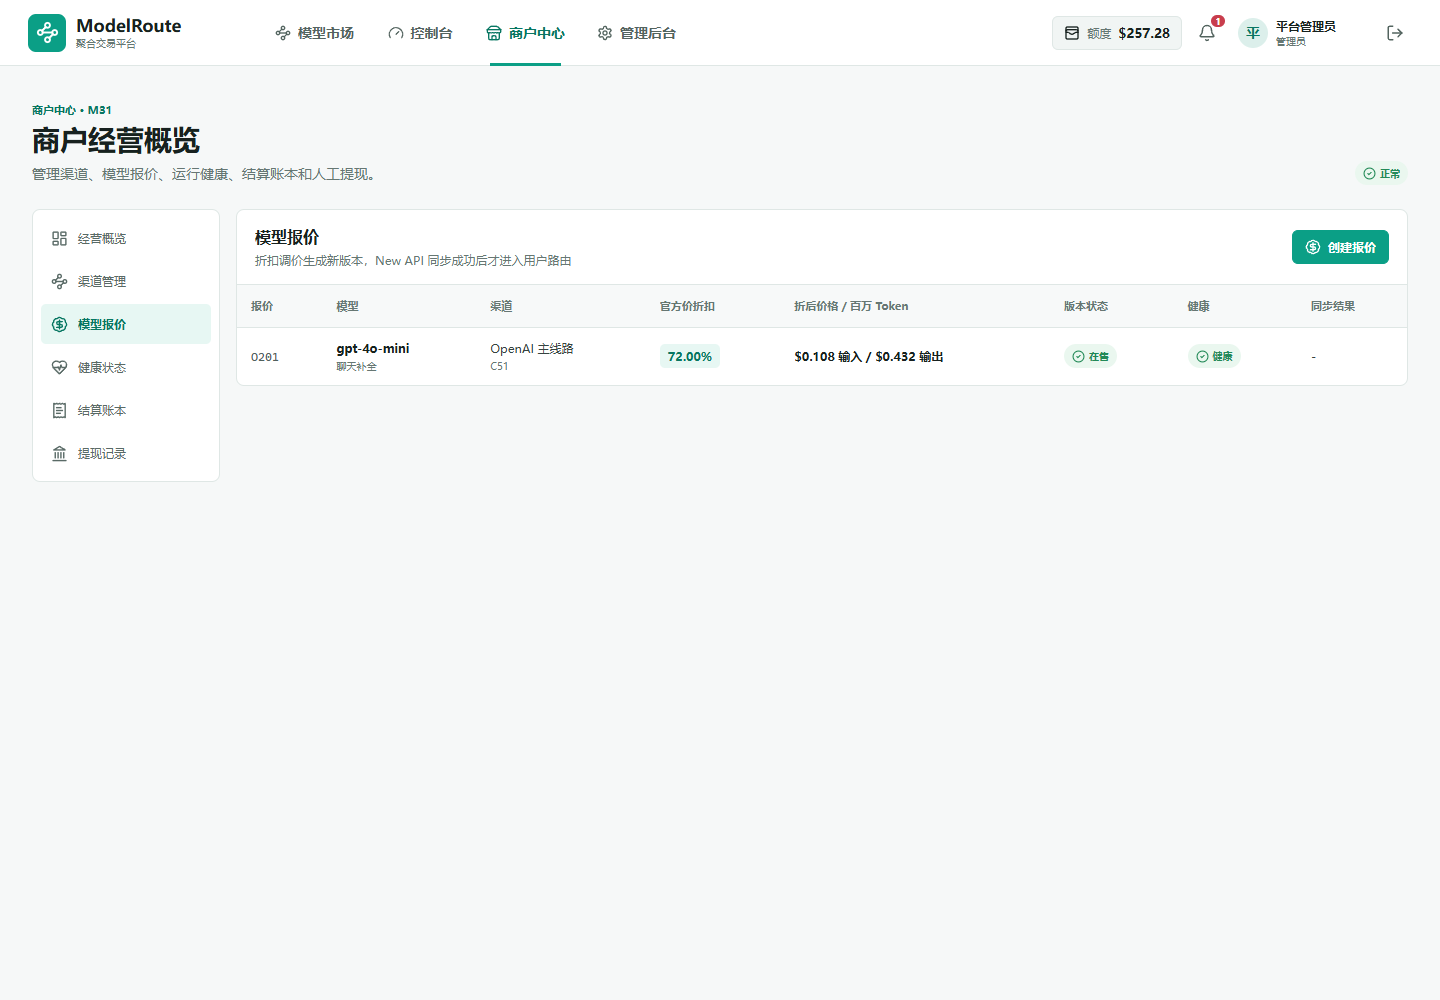 ModelRoute
聚合交易平台
模型市场
控制台
商户中心
管理后台
额度 $257.28
1
平
平台管理员
管理员
商户中心 • M31
商户经营概览
管理渠道、模型报价、运行健康、结算账本和人工提现。
正常
经营概览
渠道管理
模型报价
健康状态
结算账本
提现记录
模型报价
折扣调价生成新版本，New API 同步成功后才进入用户路由
创建报价
报价 模型 渠道 官方价折扣 折后价格 / 百万 Token 版本状态 健康 同步结果
O201 gpt-4o-mini OpenAI 主线路 72.00% $0.108 输入 / $0.432 输出 在售 健康 -
聊天补全 C51